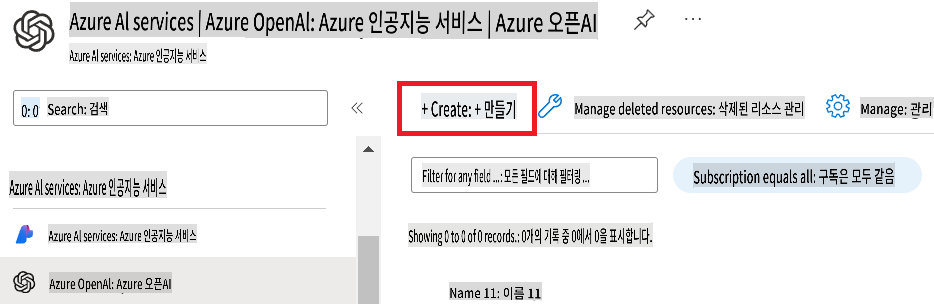 Azure AI services | Azure OpenAI: Azure 인공지능 서비스 | Azure 오픈AI
Azure AI services: Azure 인공지능 서비스
0: 0 Search: 검색
+ Create: + 만들기
Manage deleted resources: 삭제된 리소스 관리
Manage: 관리
Filter for any field ...: 모든 필드에 대해 필터링 ...
Subscription equals all: 구독은 모두 같음
Azure AI services: Azure 인공지능 서비스
Azure AI services: Azure 인공지능 서비스
Showing 0 to 0 of 0 records.: 0개의 기록 중 0에서 0을 표시합니다.
Azure OpenAI: Azure 오픈AI
Name 11: 이름 11